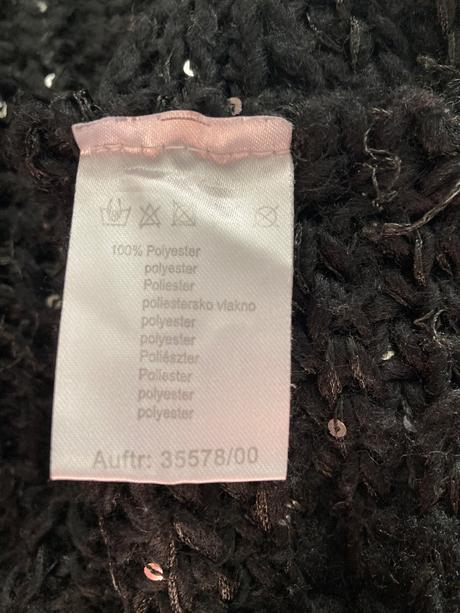 100% Polyester
polyester
Poliester
poliestersko vlakno
polyester
polyester
Poliészter
Poliester
polyester
polyester
Auftr: 35578/00